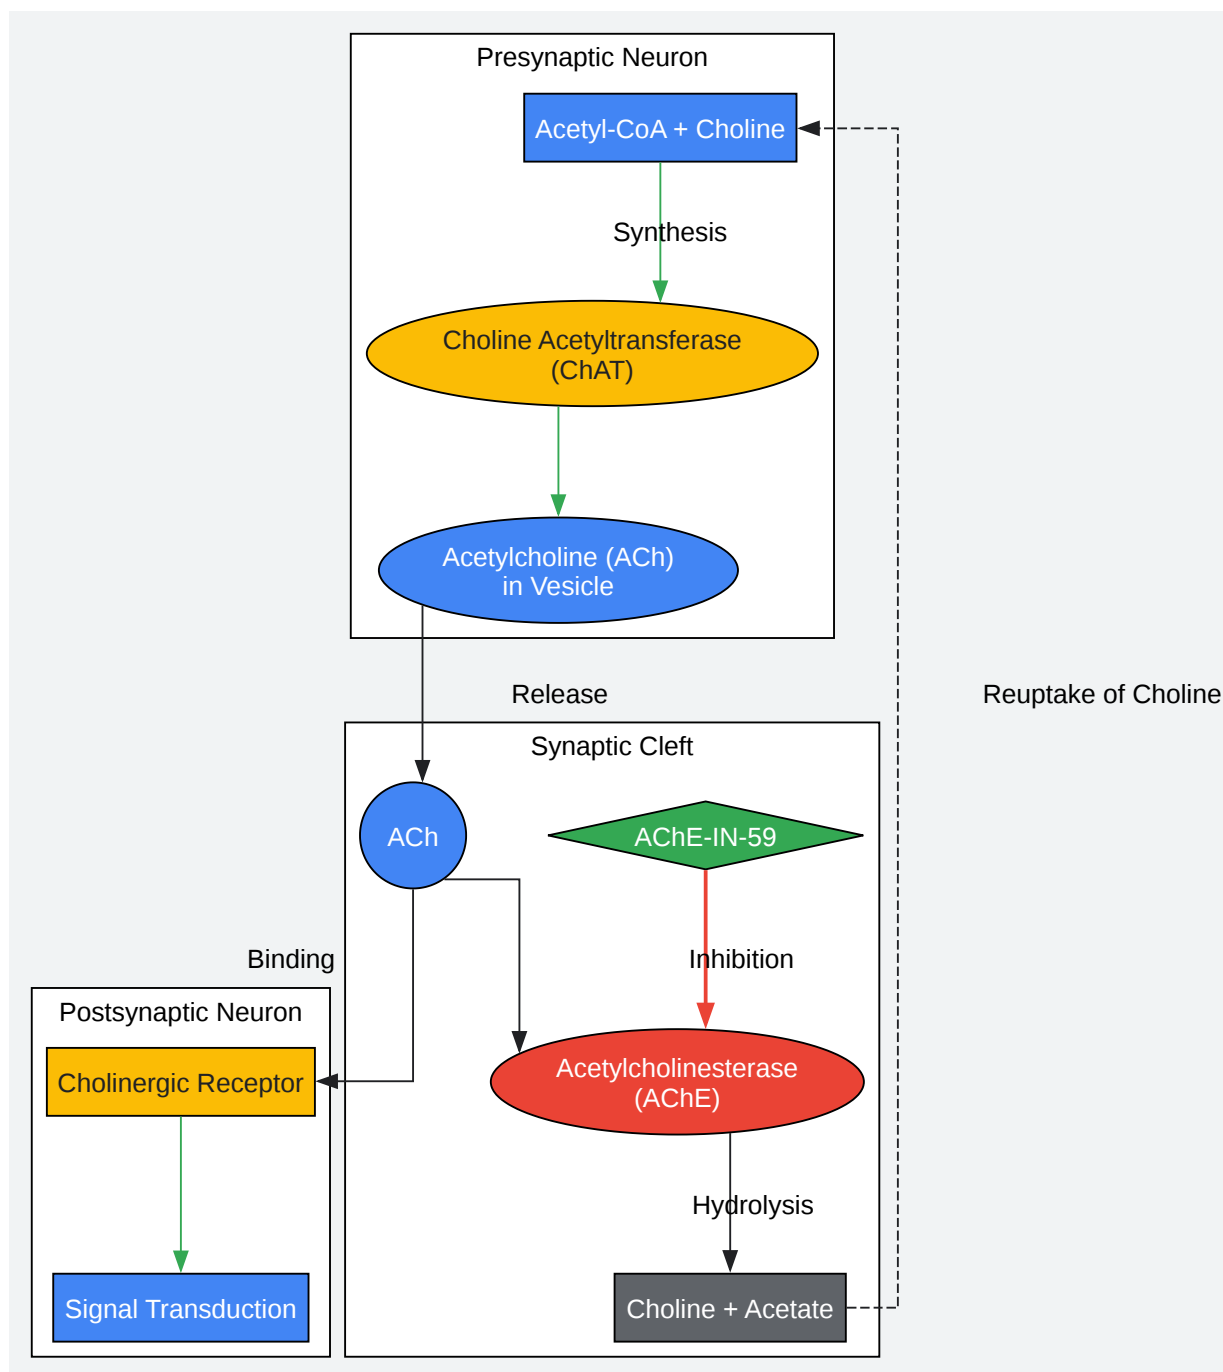 Presynaptic Neuron
Acetyl-CoA + Choline
Synthesis
Choline Acetyltransferase
(ChAT)
Acetylcholine (ACh)
in Vesicle
Release
Reuptake of Choline
Synaptic Cleft
ACh
AChE-IN-59
Binding
Inhibition
Postsynaptic Neuron
Cholinergic Receptor
Acetylcholinesterase
(AChE)
Hydrolysis
Signal Transduction
Choline + Acetate